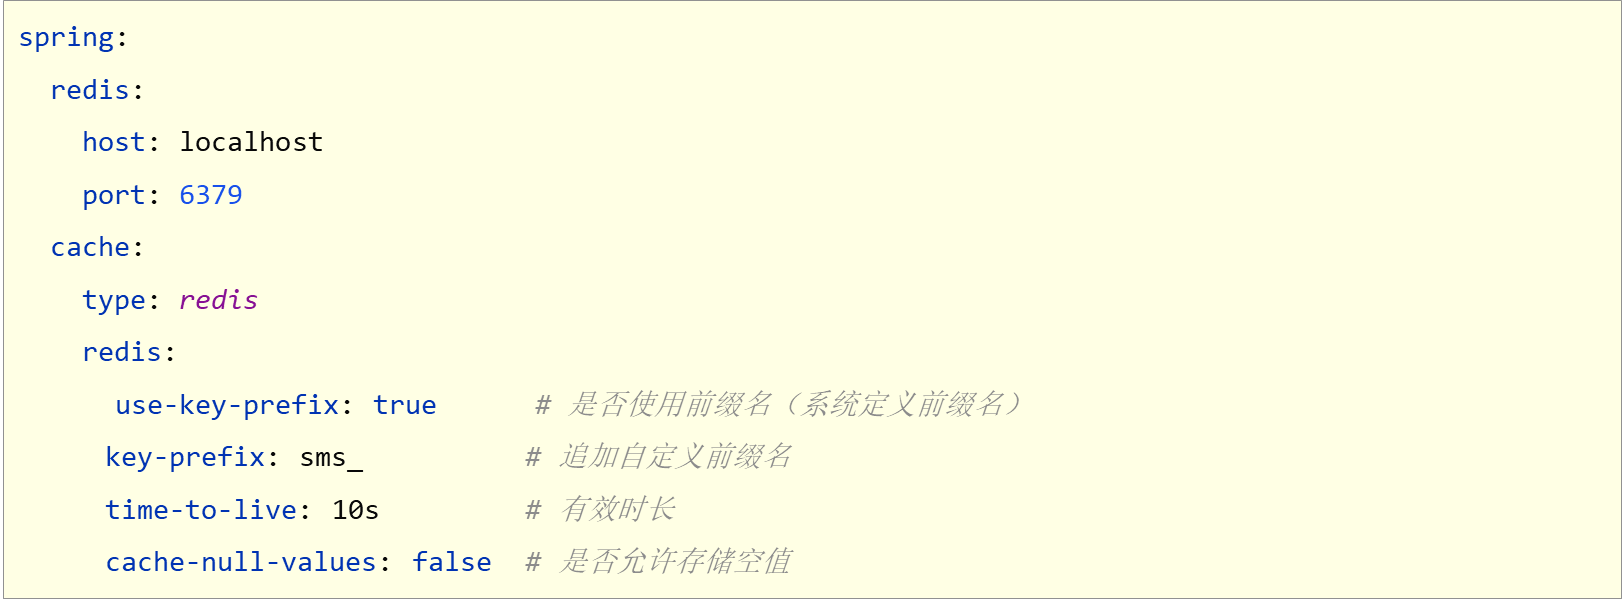 spring:
  redis:
    host: localhost
    port: 6379
  cache:
    type: redis
    redis:
      use-key-prefix: true      # 是否使用前缀名（系统定义前缀名）
      key-prefix: sms_          # 追加自定义前缀名
      time-to-live: 10s         # 有效时长
      cache-null-values: false  # 是否允许存储空值